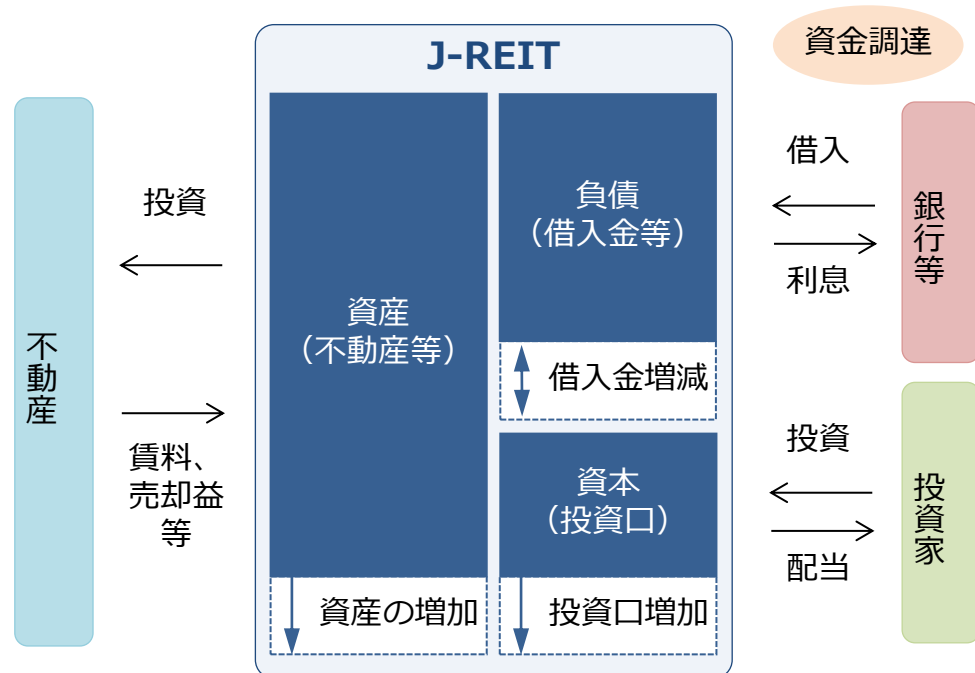 J-REIT
資金調達
不動産
投資
賃料、
売却益
等
資産
（不動産等）
資産の増加
負債
（借入金等）
借入金増減
資本
（投資口）
投資口増加
借入
利息
銀行等
投資
配当
投資家